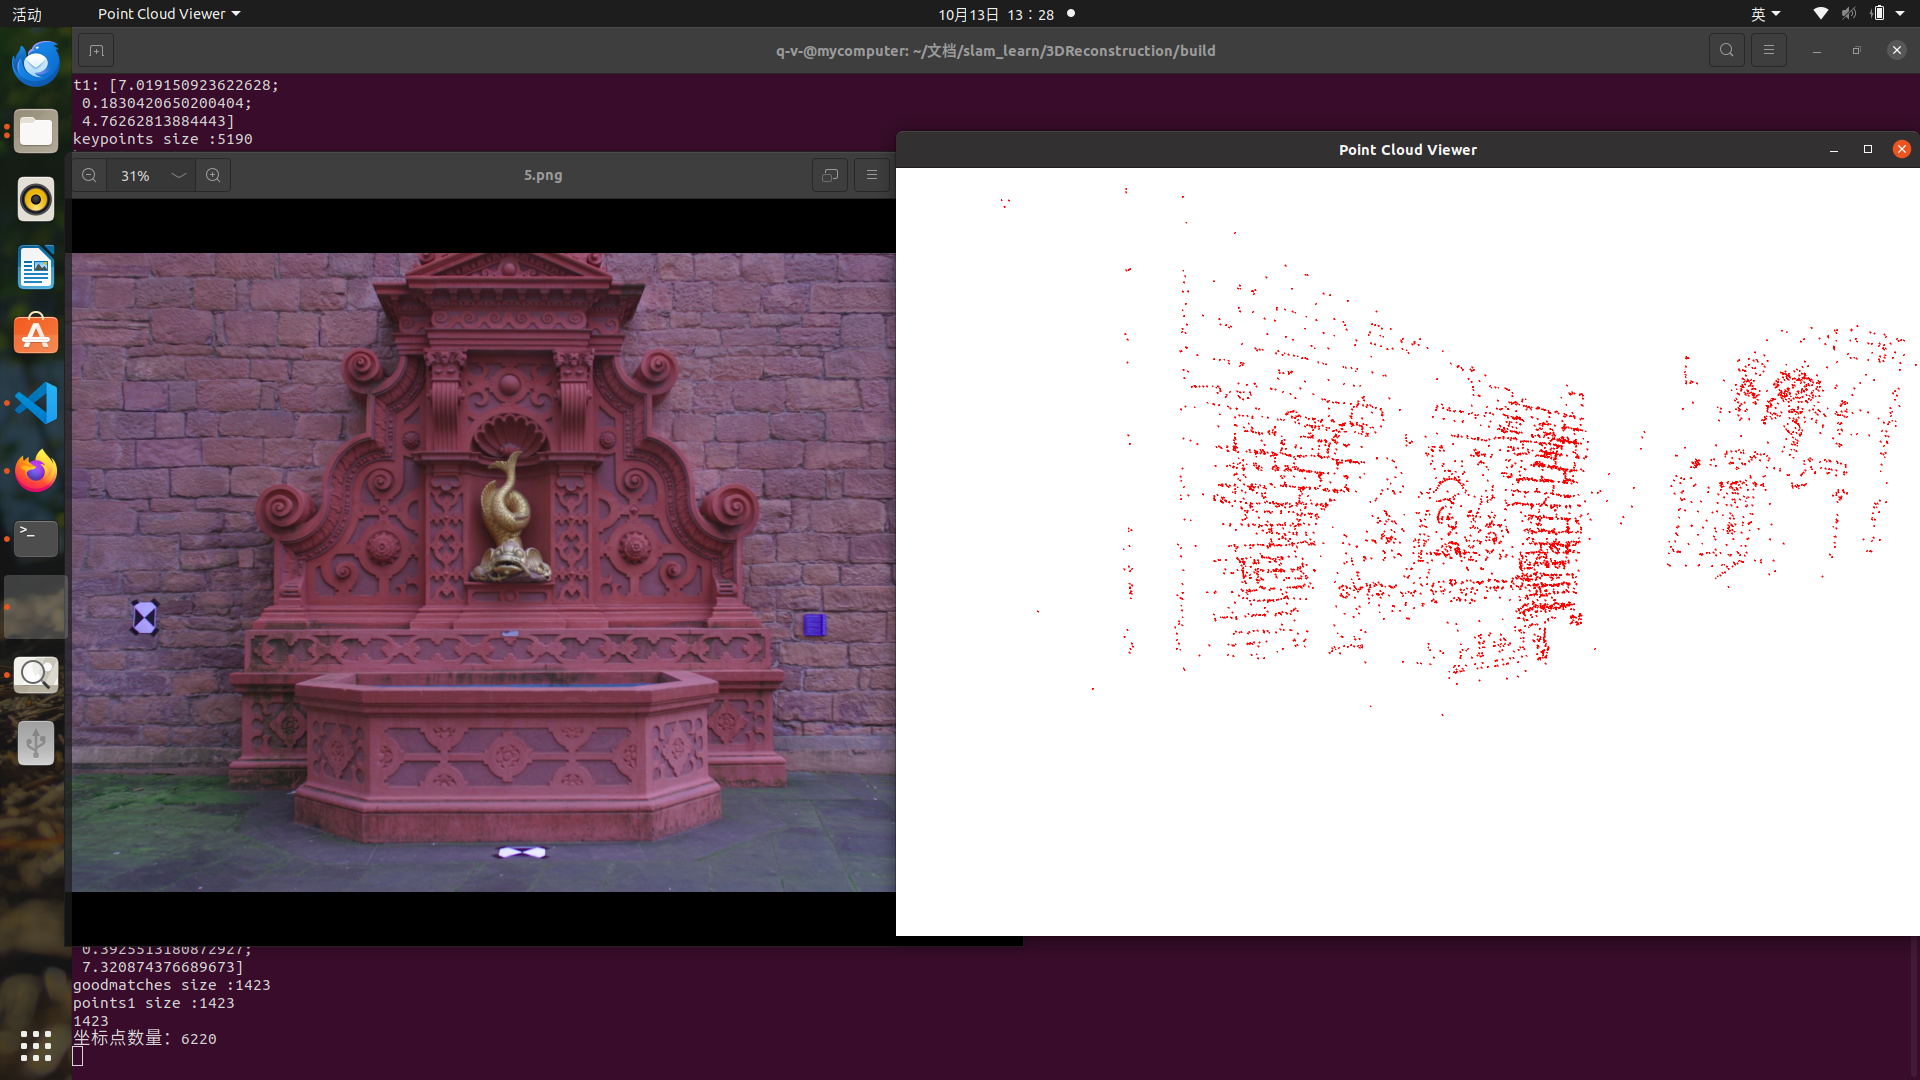 活动
Point Cloud Viewer
10月13日 13：28
英
q-v-@mycomputer: ~/文档/slam_learn/3DReconstruction/build
t1: [7.019150923622628;
0.1830420650200404;
4.76262813884443]
keypoints size :5190
31%
5.png
Point Cloud Viewer
0.3925513180872927;
7.320874376689673]
goodmatches size :1423
points1 size :1423
1423
坐标点数量：6220